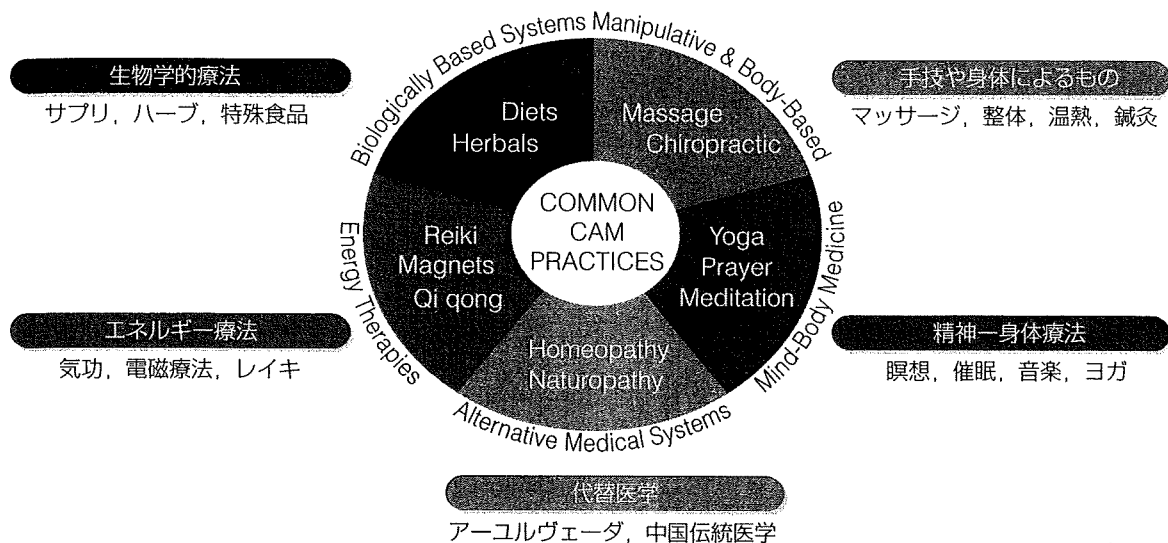 生物学的療法
サプリ，ハーブ，特殊食品
手技や身体によるもの
マッサージ，整体，温熱，鍼灸
Biologically Based Systems
Manipulative & Body-Based
Diets
Herbals
Massage
Chiropractic
COMMON
CAM
PRACTICES
Reiki
Magnets
Qi qong
Yoga
Prayer
Meditation
Homeopathy
Naturopathy
Energy Therapies
Mind-Body Medicine
Alternative Medical Systems
エネルギー療法
気功，電磁療法，レイキ
精神ー身体療法
瞑想，催眠，音楽，ヨガ
代替医学
アーユルヴェーダ，中国伝統医学